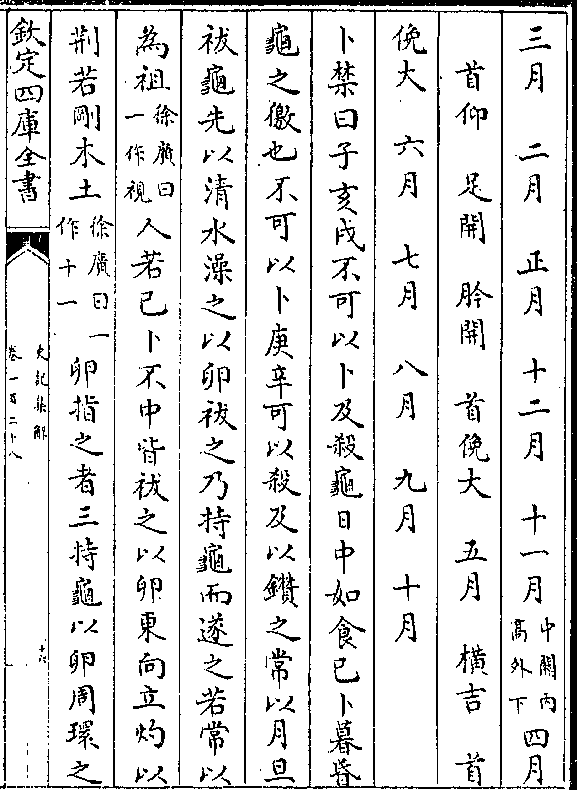 三月 二月 正月 十二月 十一月中關内高外下四月
首仰 足開 肣開 首俛大 五月 橫吉 首
俛大 六月 七月 八月 九月 十月
卜禁曰子亥戌不可以卜及殺龜日中如食已卜暮昏
龜之徼也不可以卜庚辛可以殺及以鑽之常以月旦
祓龜先以清水澡之以卵祓之乃持龜而遂之若常以
為祖徐廣曰一作視人若已卜不中皆祓之以卵東向立灼以
荆若剛木土徐廣曰一作十一卵指之者三持龜以卵周環之
欽定四庫全書
史記集解
卷一百二十八